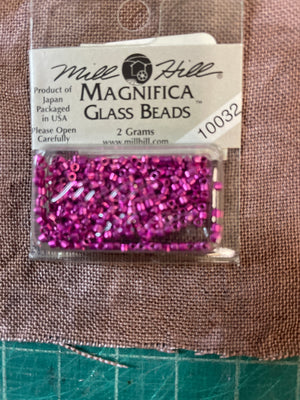 Mill Hill
Product of
Japan
Packaged
in USA
Please Open
Carefully
MAGNIFICA™
GLASS BEADS
2 Grams
www.millhill.com
10032